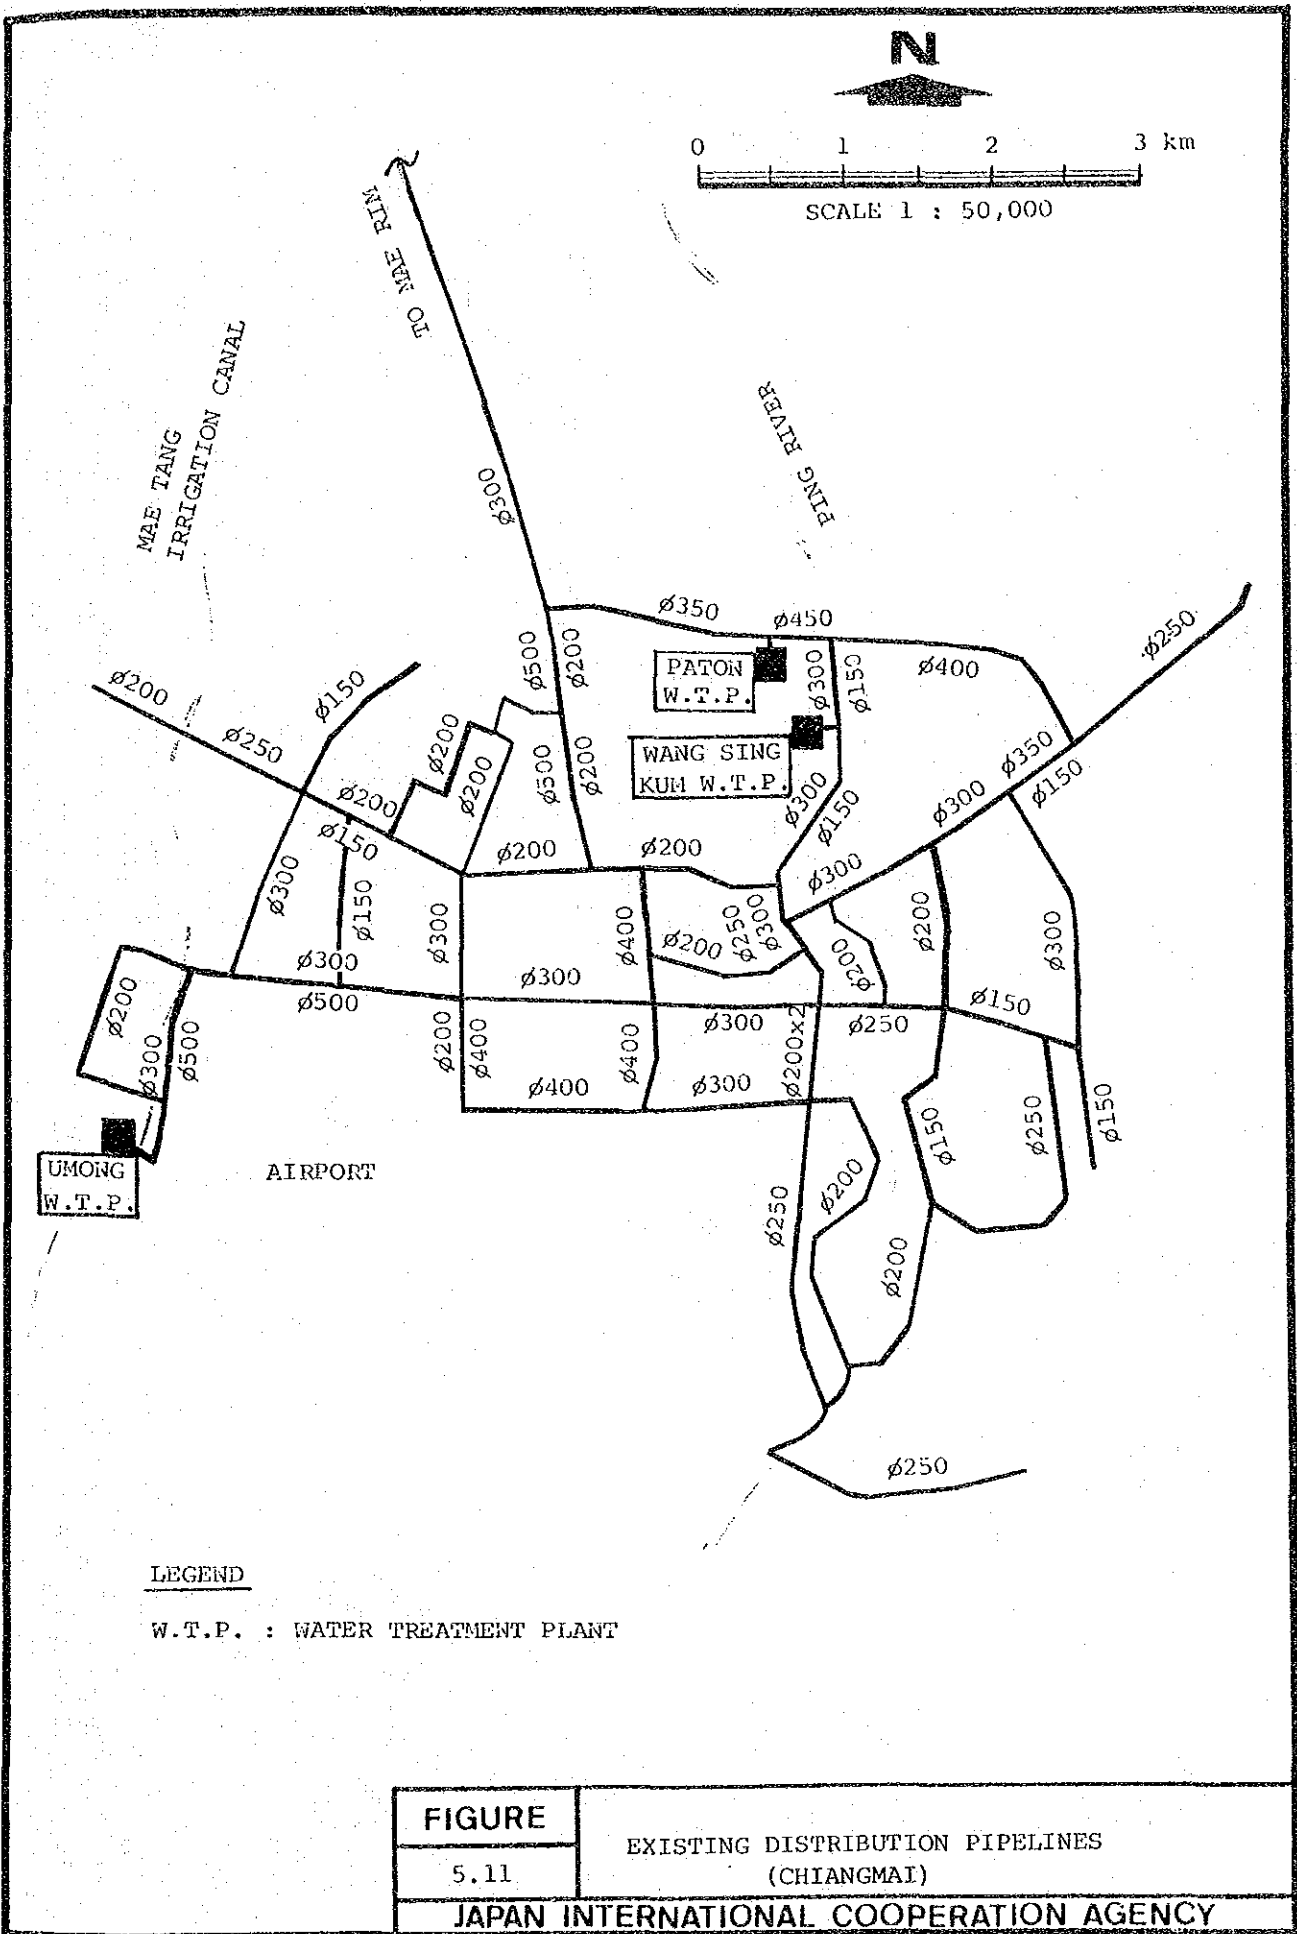 N
0 1 2 3 km
SCALE 1 : 50,000
TO MAE RIM
MAE TANG
IRRIGATION CANAL
PING RIVER
ø300
ø350
ø450
ø250
ø500
ø200
PATON
W.T.P.
ø300
ø150
ø400
ø200
ø150
ø250
ø200
ø200
ø500
ø200
WANG SING
KUM W.T.P.
ø350
ø150
ø200
ø300
ø150
ø300
ø150
ø200
ø200
ø300
ø300
ø150
ø300
ø400
ø200
ø250
ø300
ø200
ø200
ø300
ø300
ø500
ø300
ø150
ø200
ø300
ø500
ø200
ø400
ø400
ø300
ø200x2
ø250
ø400
ø300
ø150
ø250
ø150
UMONG
W.T.P.
AIRPORT
ø250
ø200
ø200
ø250
LEGEND
W.T.P. : WATER TREATMENT PLANT
FIGURE
5.11
EXISTING DISTRIBUTION PIPELINES
(CHIANGMAI)
JAPAN INTERNATIONAL COOPERATION AGENCY